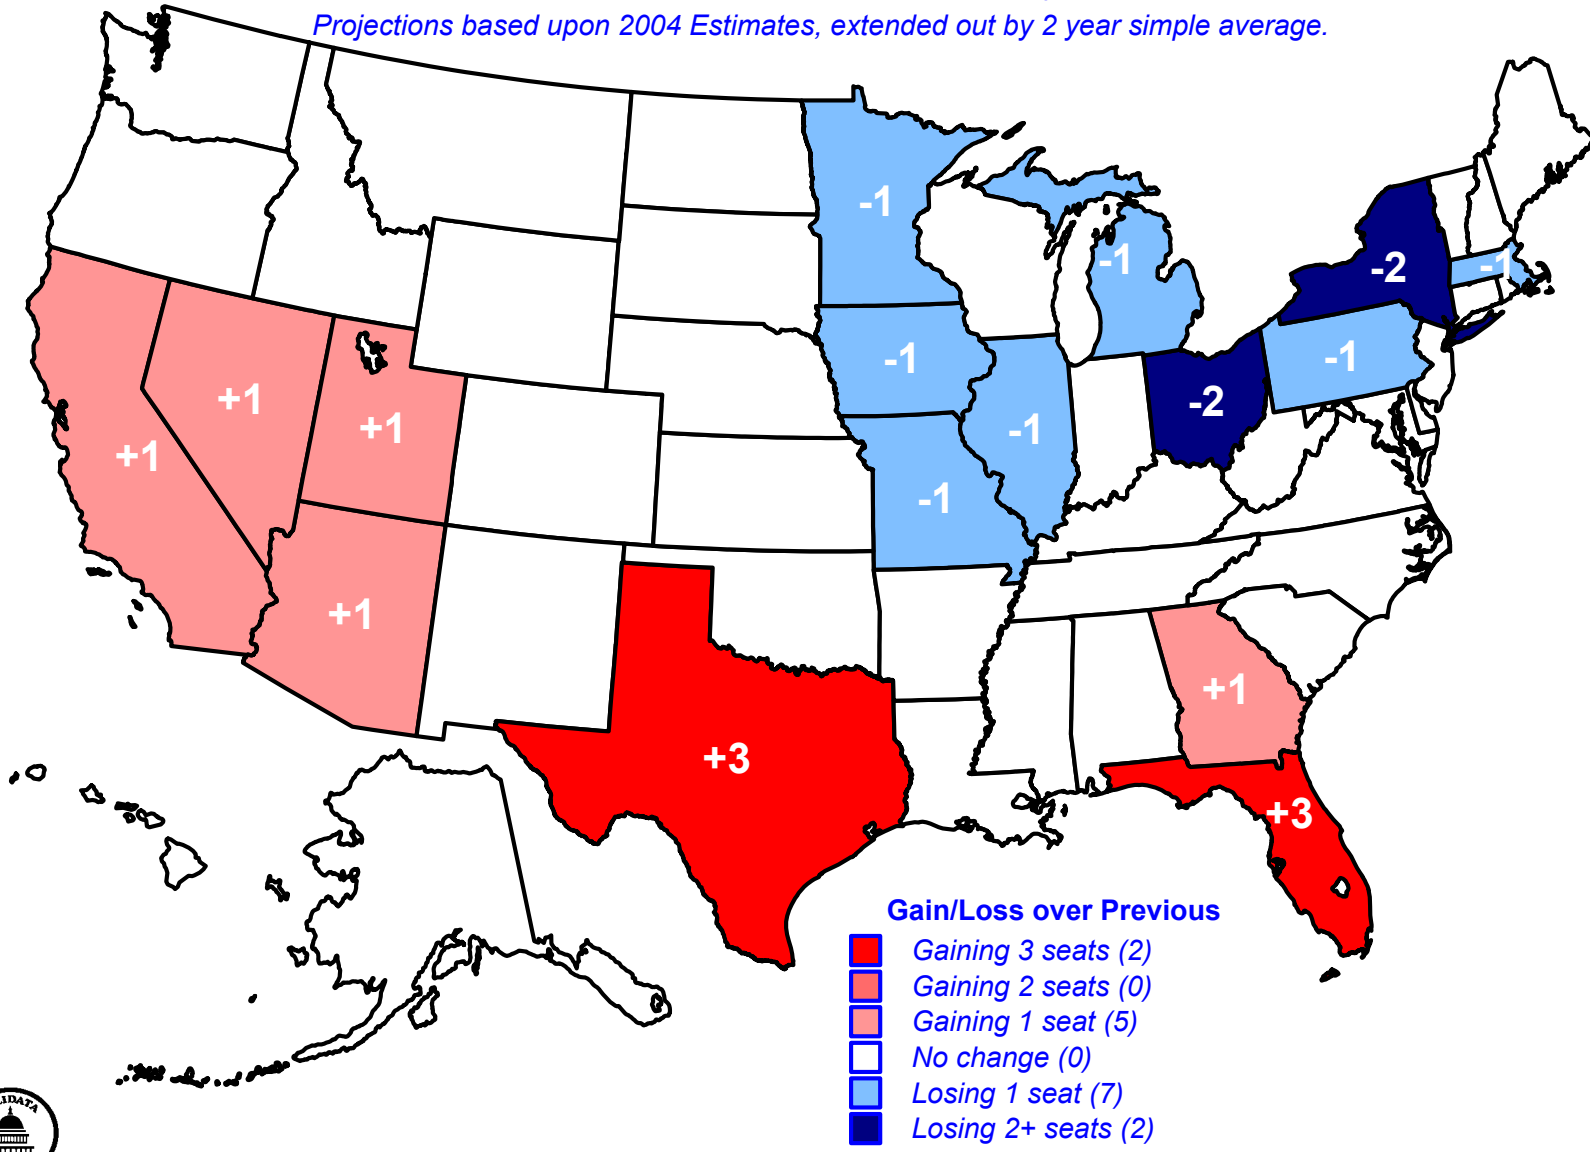 Projections based upon 2004 Estimates, extended out by 2 year simple average.
-1
-1
-2
-1
-1
-1
+1
-2
+1
-1
+1
-1
+1
+1
+1
+3
+3
Gain/Loss over Previous
Gaining 3 seats (2)
Gaining 2 seats (0)
Gaining 1 seat (5)
No change (0)
Losing 1 seat (7)
Losing 2+ seats (2)